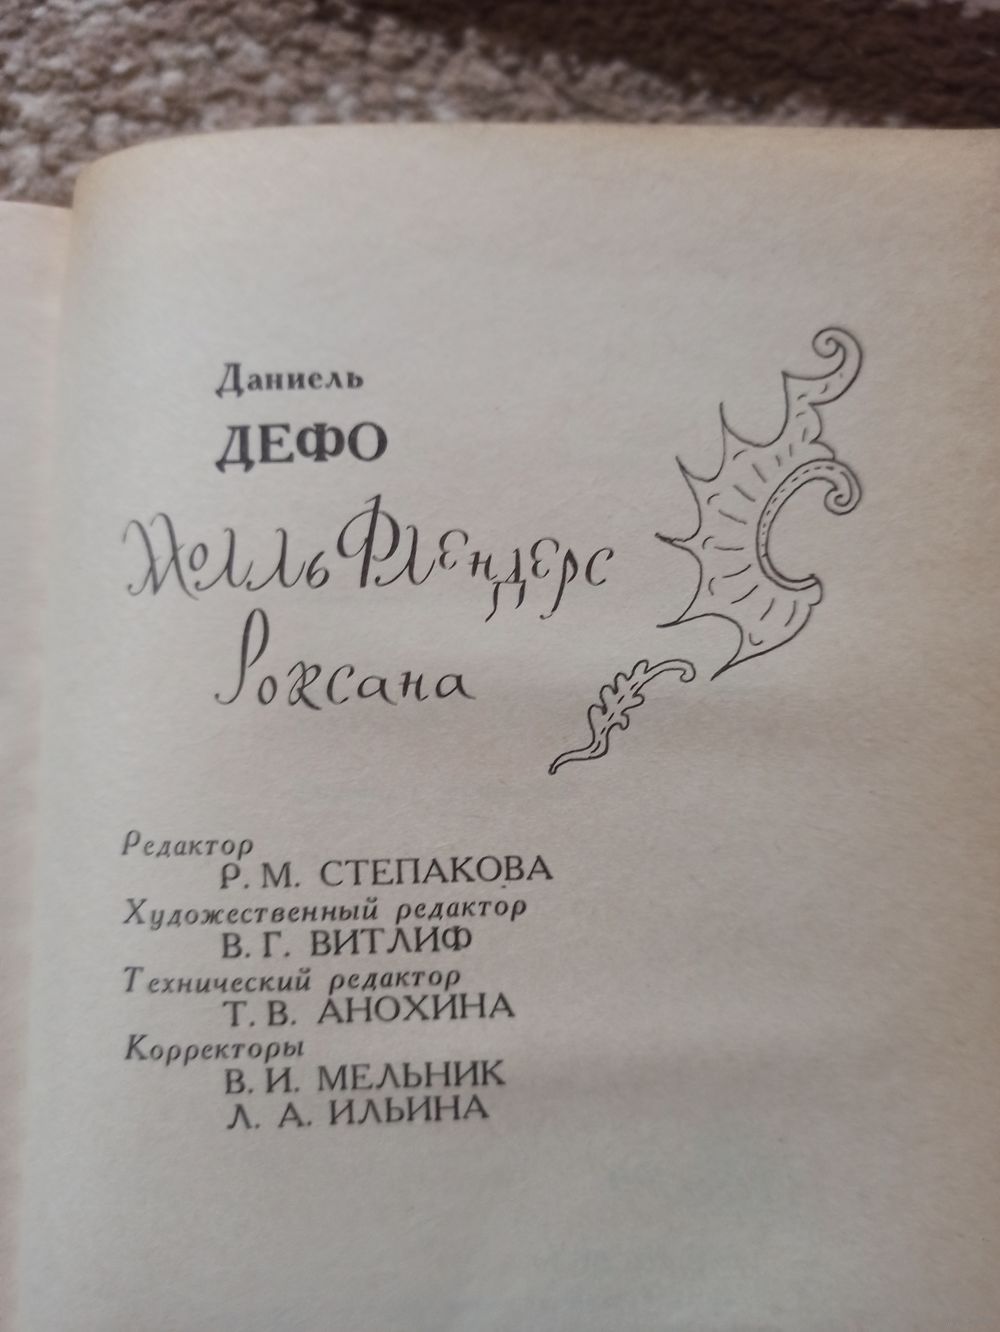 Даниель
ДЕФО
Молль Флендерс
Роксана
Редактор
Р. М. СТЕПАКОВА
Художественный редактор
В. Г. ВИТЛИФ
Технический редактор
Т. В. АНОХИНА
Корректоры
В. И. МЕЛЬНИК
Л. А. ИЛЬИНА